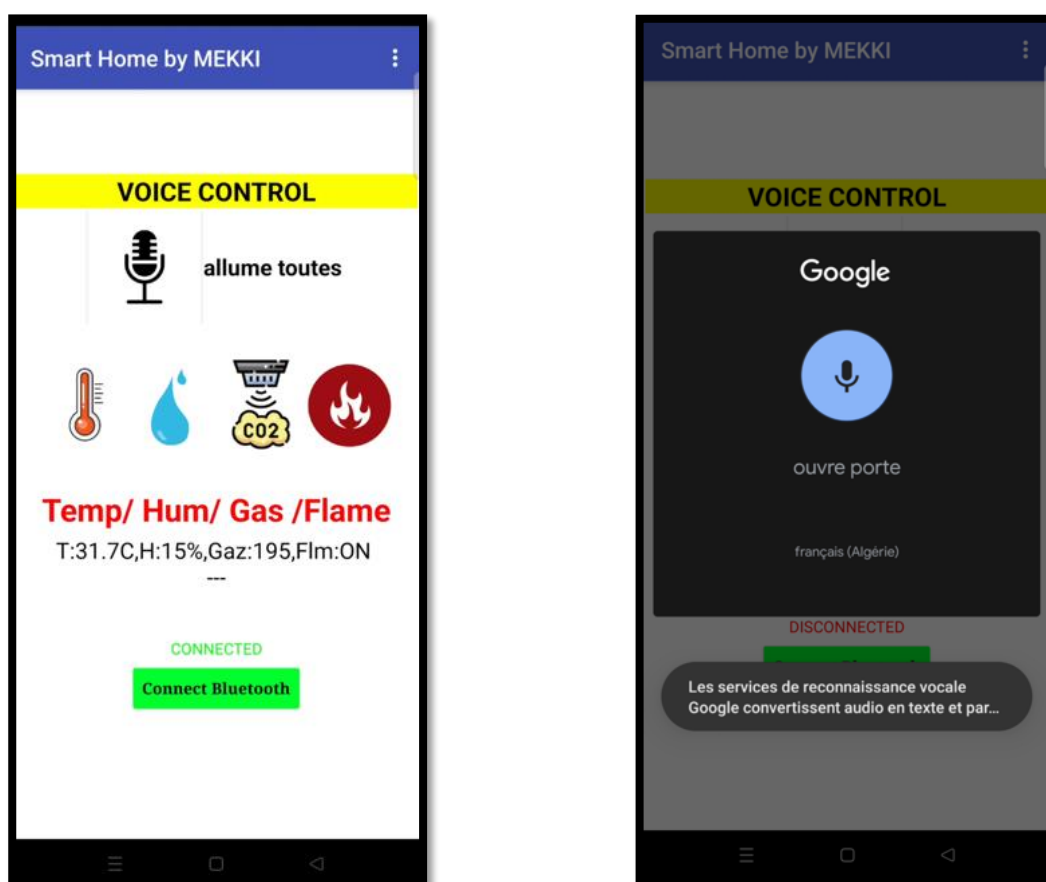 Smart Home by MEKKI
VOICE CONTROL
allume toutes
CO2
Temp/ Hum/ Gas /Flame
T:31.7C,H:15%,Gaz:195,Flm:ON
---
CONNECTED
Connect Bluetooth
Smart Home by MEKKI
VOICE CONTROL
Google
ouvre porte
français (Algérie)
DISCONNECTED
Les services de reconnaissance vocale
Google convertissent audio en texte et par...